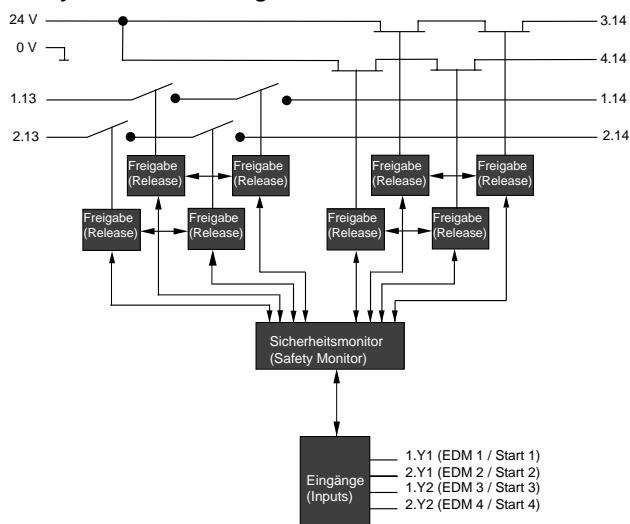 24 V
3.14
0 V
4.14
1.13
1.14
2.13
2.14
Freigabe
(Release)
Freigabe
(Release)
Freigabe
(Release)
Freigabe
(Release)
Freigabe
(Release)
Freigabe
(Release)
Freigabe
(Release)
Freigabe
(Release)
Sicherheitsmonitor
(Safety Monitor)
Eingänge
(Inputs)
1.Y1 (EDM 1 / Start 1)
2.Y1 (EDM 2 / Start 2)
1.Y2 (EDM 3 / Start 3)
2.Y2 (EDM 4 / Start 4)